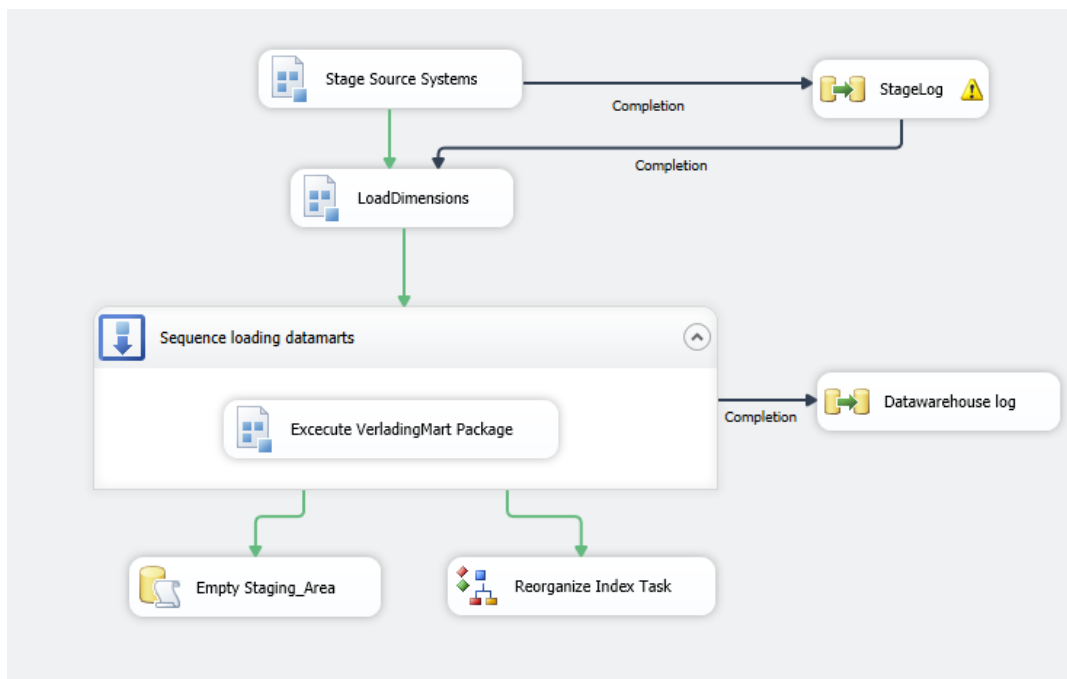 Stage Source Systems
StageLog
Completion
Completion
LoadDimensions
Sequence loading datamarts
Excecute VerladingMart Package
Completion
Datawarehouse log
Empty Staging_Area
Reorganize Index Task